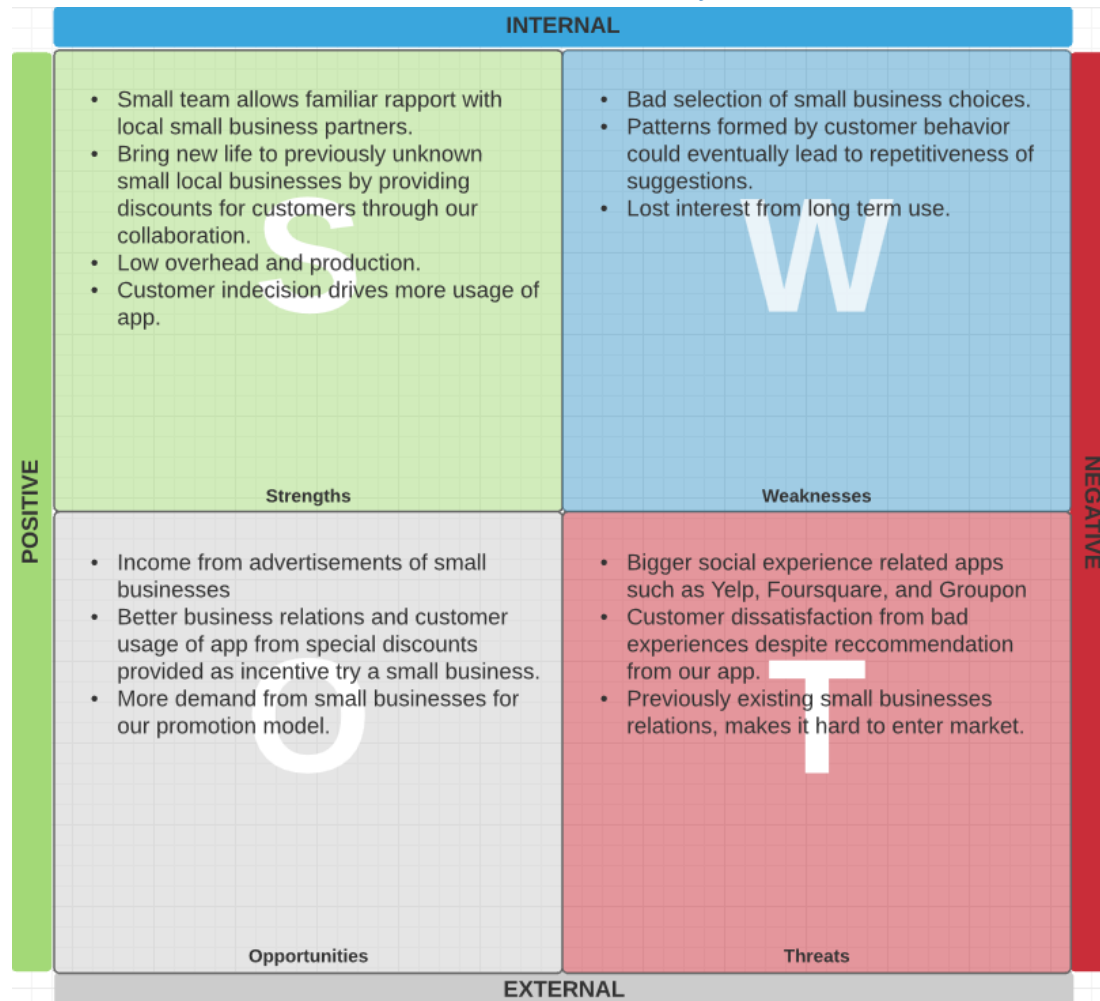 INTERNAL
POSITIVE
NEGATIVE
• Small team allows familiar rapport with
local small business partners.
• Bring new life to previously unknown
small local businesses by providing
discounts for customers through our
collaboration.
• Low overhead and production.
• Customer indecision drives more usage of
app.
S
Strengths
• Bad selection of small business choices.
• Patterns formed by customer behavior
could eventually lead to repetitiveness of
suggestions.
• Lost interest from long term use.
W
Weaknesses
• Income from advertisements of small
businesses
• Better business relations and customer
usage of app from special discounts
provided as incentive try a small business.
• More demand from small businesses for
our promotion model.
O
Opportunities
• Bigger social experience related apps
such as Yelp, Foursquare, and Groupon
• Customer dissatisfaction from bad
experiences despite reccommendation
from our app.
• Previously existing small businesses
relations, makes it hard to enter market.
T
Threats
EXTERNAL